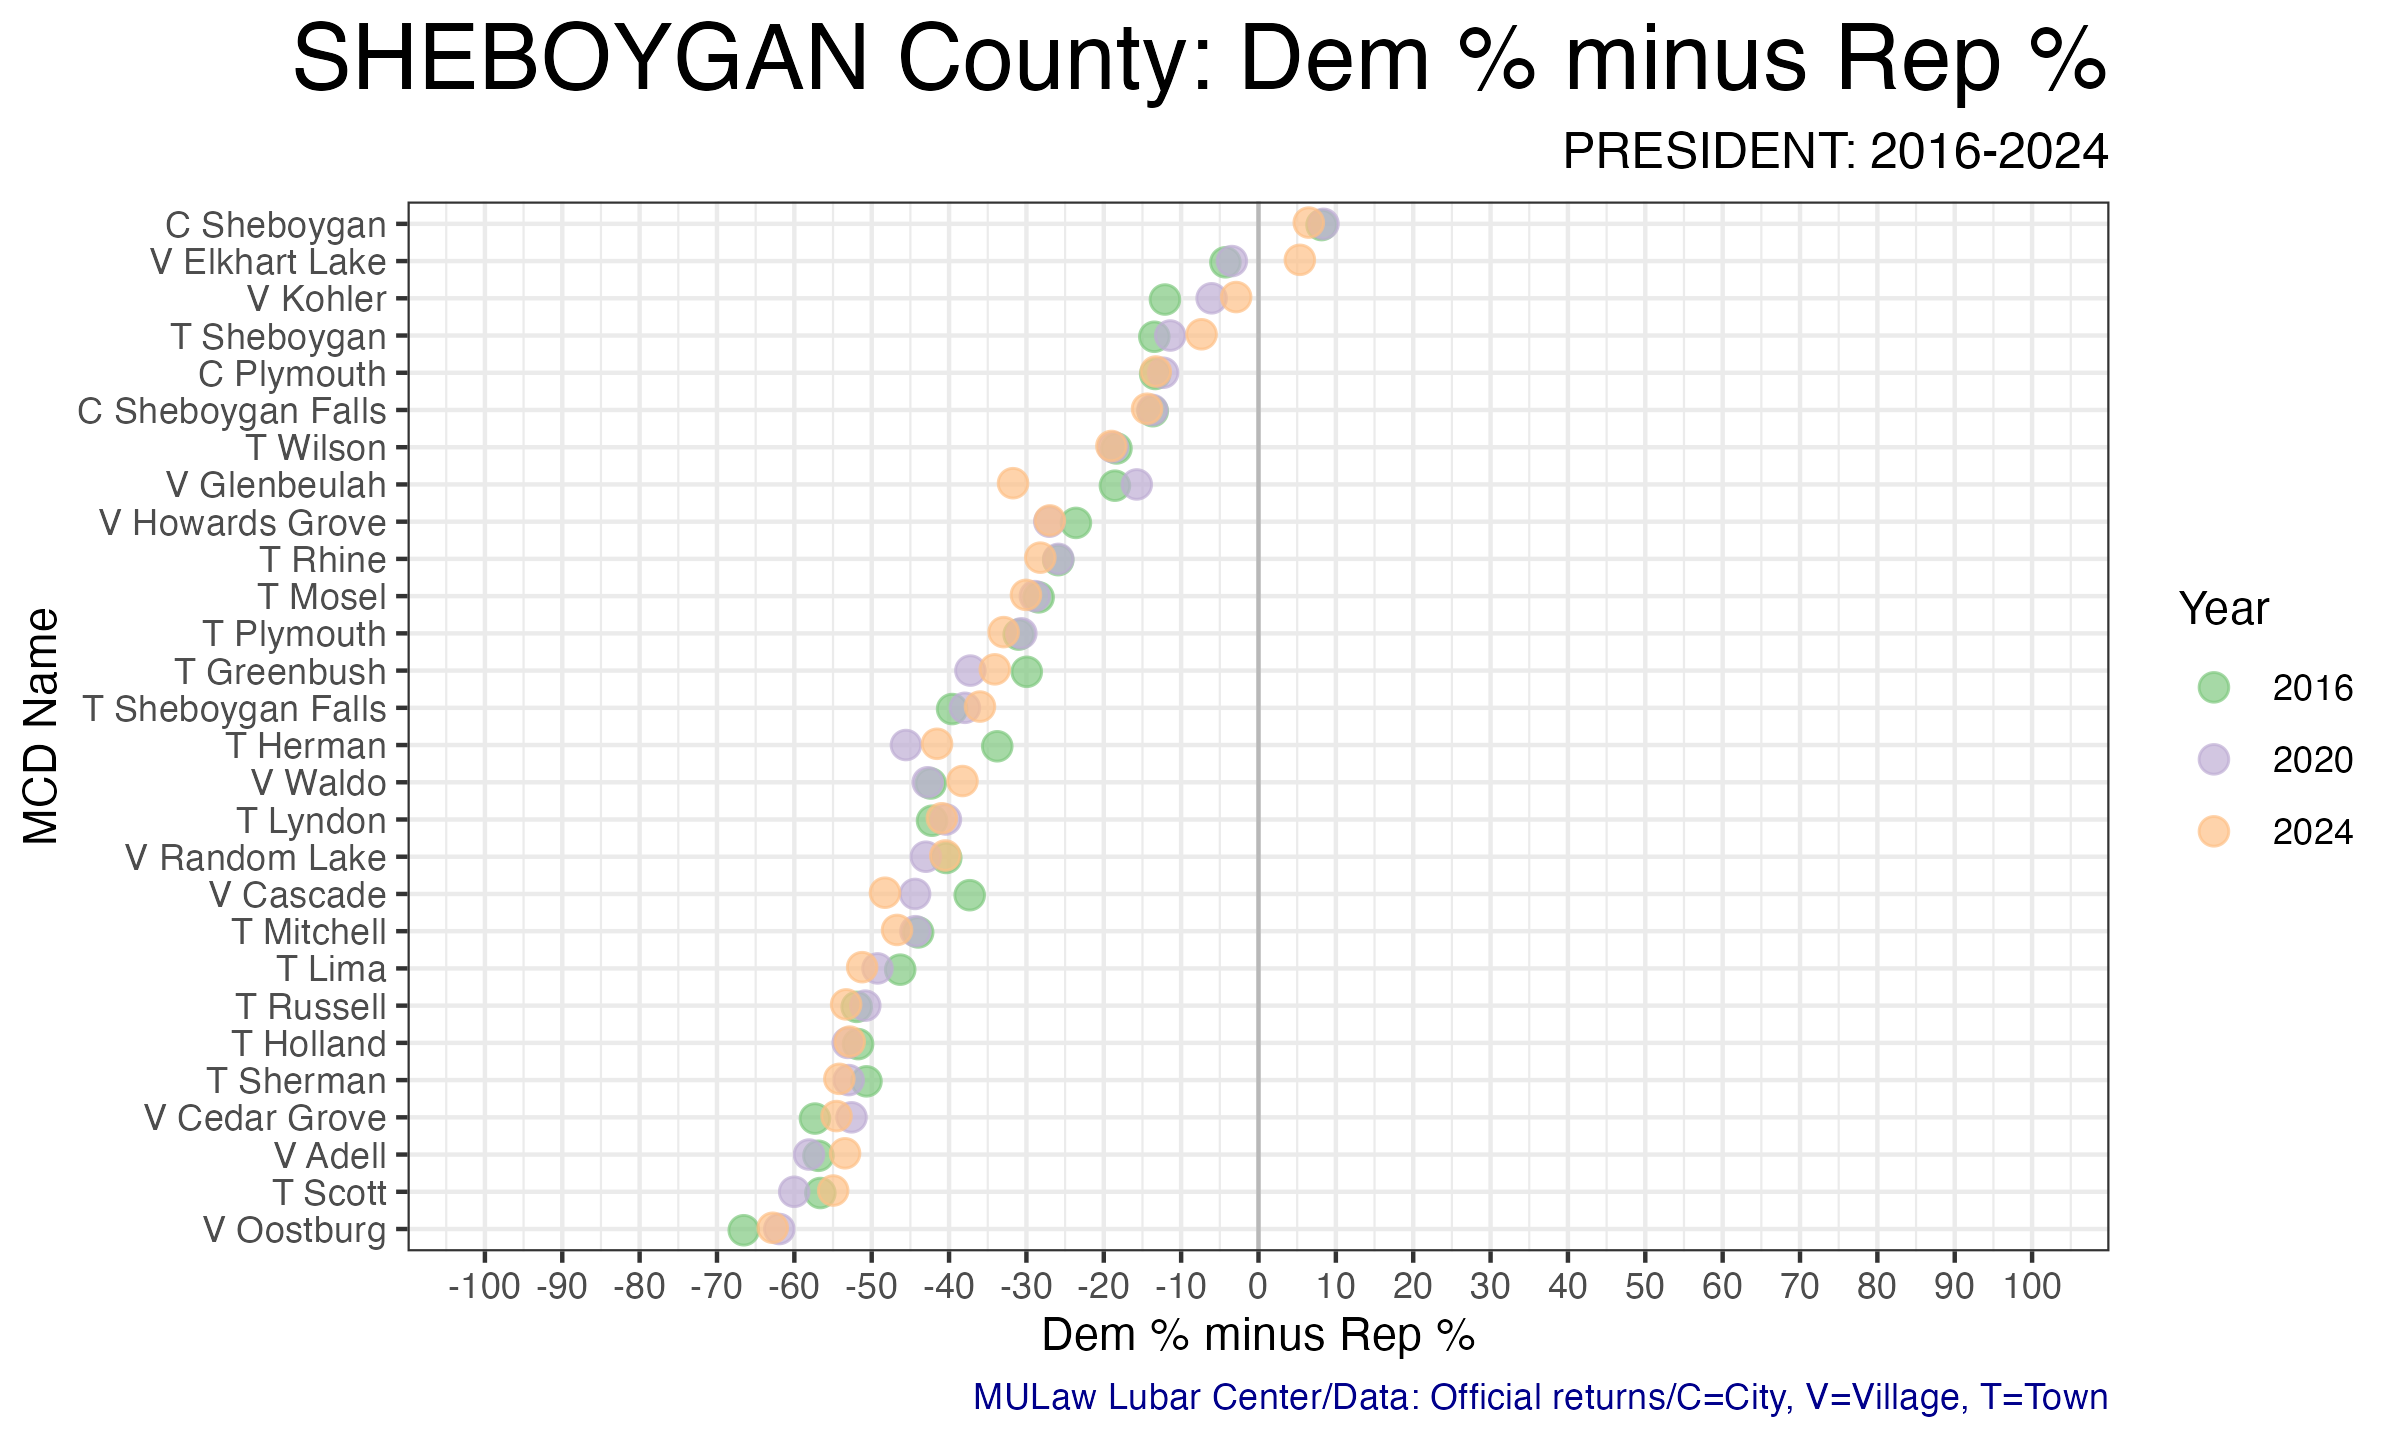 SHEBOYGAN County: Dem % minus Rep %
PRESIDENT: 2016-2024
MCD Name
C Sheboygan
V Elkhart Lake
V Kohler
T Sheboygan
C Plymouth
C Sheboygan Falls
T Wilson
V Glenbeulah
V Howards Grove
T Rhine
T Mosel
T Plymouth
T Greenbush
T Sheboygan Falls
T Herman
V Waldo
T Lyndon
V Random Lake
V Cascade
T Mitchell
T Lima
T Russell
T Holland
T Sherman
V Cedar Grove
V Adell
T Scott
V Oostburg
-100 -90 -80 -70 -60 -50 -40 -30 -20 -10 0 10 20 30 40 50 60 70 80 90 100
Dem % minus Rep %
Year
2016
2020
2024
MULaw Lubar Center/Data: Official returns/C=City, V=Village, T=Town